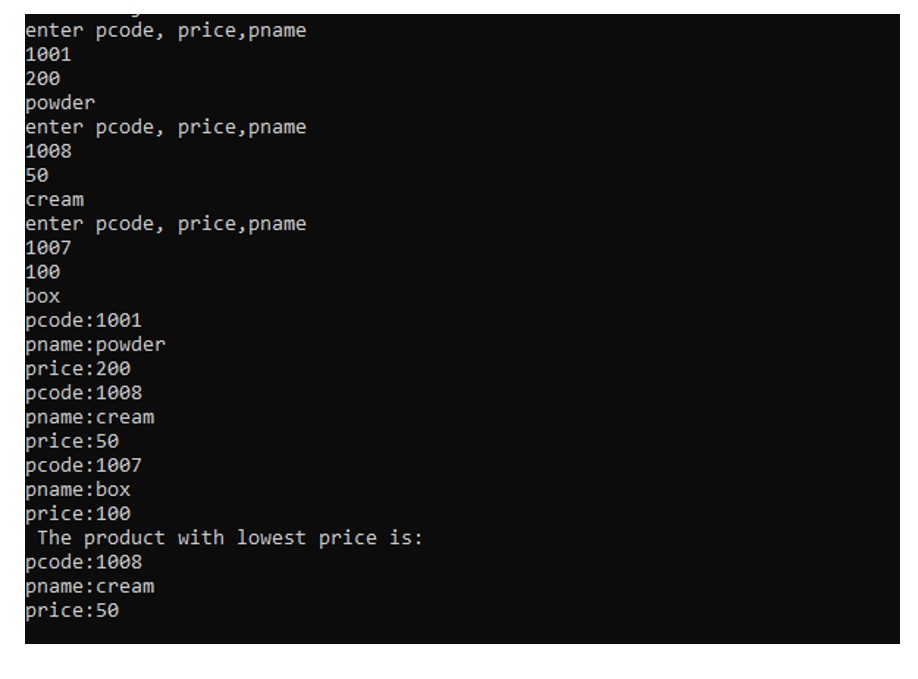 enter pcode, price,pname
1001
200
powder
enter pcode, price,pname
1008
50
cream
enter pcode, price,pname
1007
100
box
pcode:1001
pname:powder
price:200
pcode:1008
pname:cream
price:50
pcode:1007
pname:box
price:100
 The product with lowest price is:
pcode:1008
pname:cream
price:50